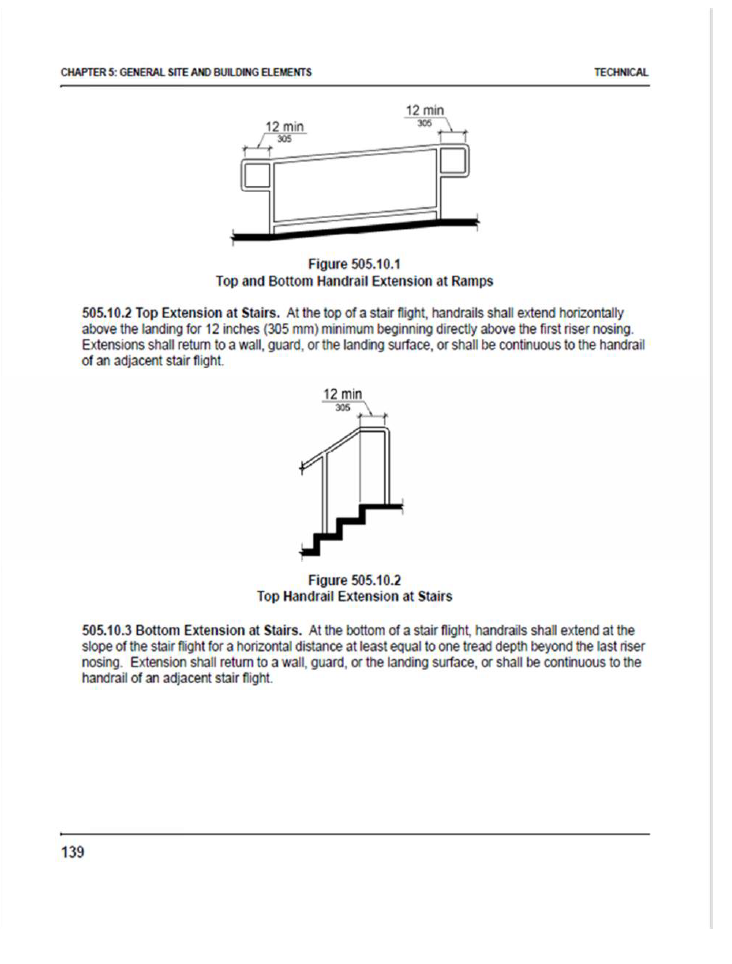 CHAPTER 5: GENERAL SITE AND BUILDING ELEMENTS TECHNICAL
12 min
305
12 min
305
Figure 505.10.1
Top and Bottom Handrail Extension at Ramps
505.10.2 Top Extension at Stairs. At the top of a stair flight, handrails shall extend horizontally
above the landing for 12 inches (305 mm) minimum beginning directly above the first riser nosing.
Extensions shall return to a wall, guard, or the landing surface, or shall be continuous to the handrail
of an adjacent stair flight.
12 min
305
Figure 505.10.2
Top Handrail Extension at Stairs
505.10.3 Bottom Extension at Stairs. At the bottom of a stair flight, handrails shall extend at the
slope of the stair flight for a horizontal distance at least equal to one tread depth beyond the last riser
nosing. Extension shall return to a wall, guard, or the landing surface, or shall be continuous to the
handrail of an adjacent stair flight.
139